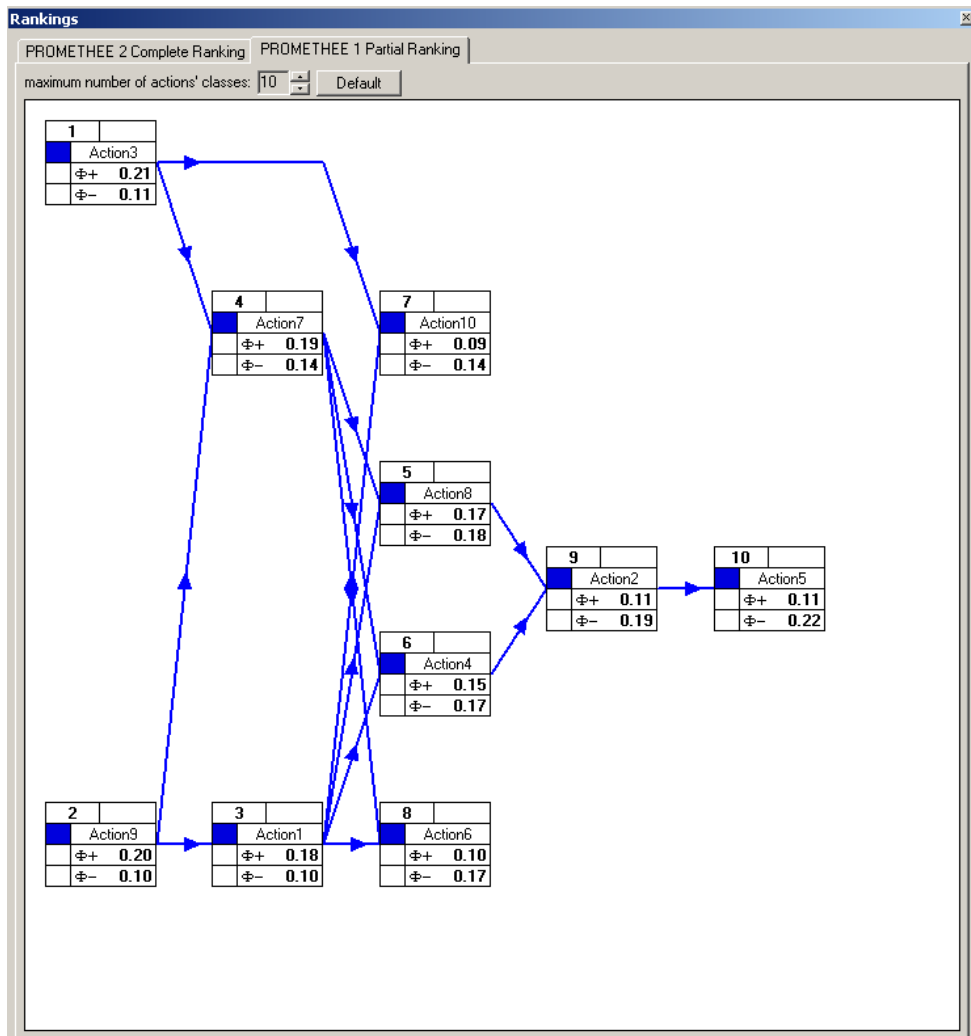 Rankings
PROMETHEE 2 Complete Ranking PROMETHEE 1 Partial Ranking
maximum number of actions' classes: 10 Default
1
Action3
Φ+ 0.21
Φ− 0.11
4
Action7
Φ+ 0.19
Φ− 0.14
7
Action10
Φ+ 0.09
Φ− 0.14
5
Action8
Φ+ 0.17
Φ− 0.18
9
Action2
Φ+ 0.11
Φ− 0.19
10
Action5
Φ+ 0.11
Φ− 0.22
6
Action4
Φ+ 0.15
Φ− 0.17
2
Action9
Φ+ 0.20
Φ− 0.10
3
Action1
Φ+ 0.18
Φ− 0.10
8
Action6
Φ+ 0.10
Φ− 0.17